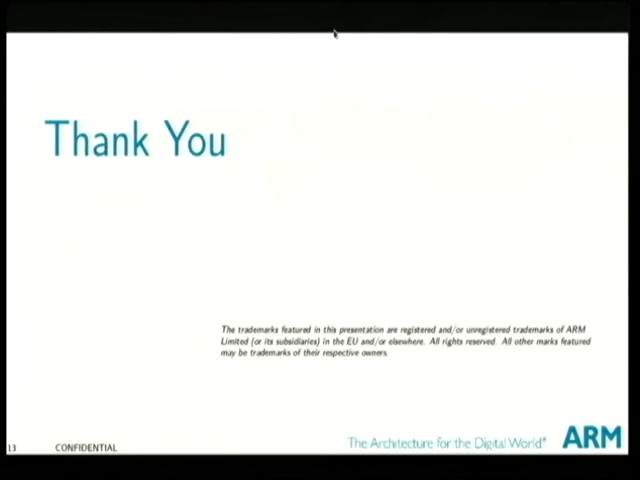 Thank You
The trademarks featured in this presentation are registered and/or unregistered trademarks of ARM
Limited (or its subsidiaries) in the EU and/or elsewhere. All rights reserved. All other marks featured
may be trademarks of their respective owners.
13 CONFIDENTIAL The Architecture for the Digital World® ARM